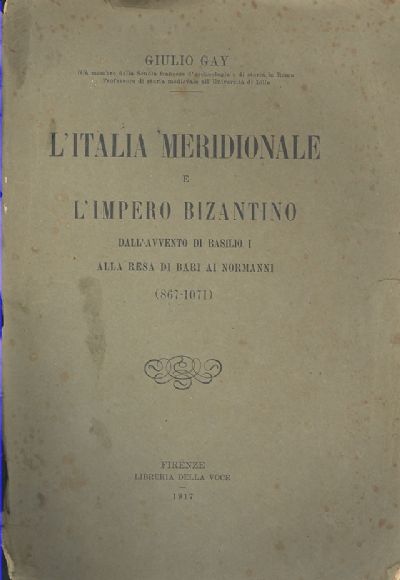 GIULIO GAY
Già membro della Scuola francese d'archeologia e di storia in Roma
Professore di storia medievale all'Università di Lilla
L'ITALIA MERIDIONALE
E
L'IMPERO BIZANTINO
DALL'AVVENTO DI BASILIO I
ALLA RESA DI BARI AI NORMANNI
(867-1071)
FIRENZE
LIBRERIA DELLA VOCE
1917